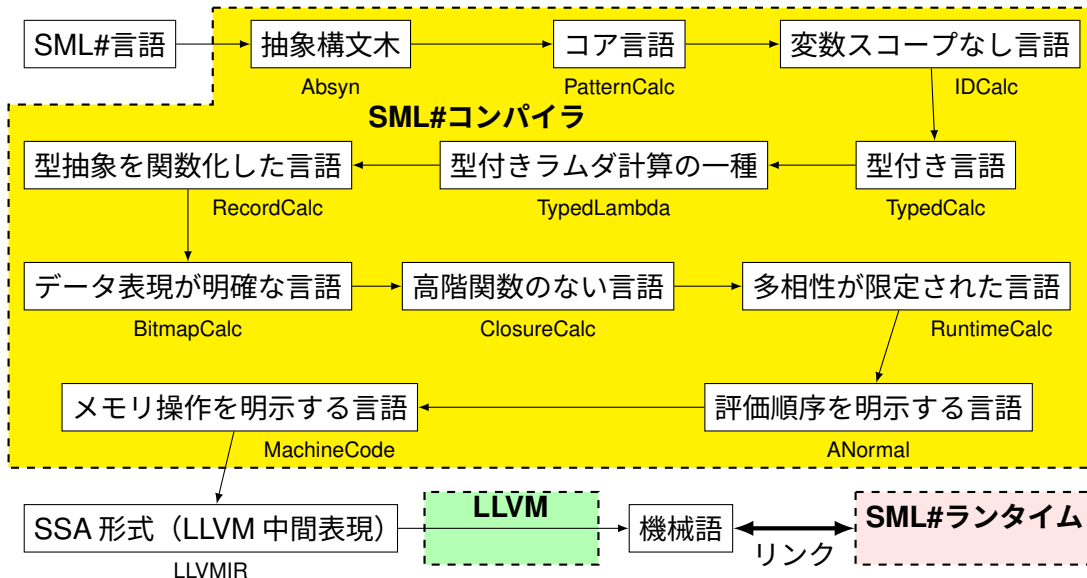 SML#言語
抽象構文木
コア言語
変数スコープなし言語
Absyn
PatternCalc
IDCalc
SML#コンパイラ
型抽象を関数化した言語
型付きラムダ計算の一種
型付き言語
RecordCalc
TypedLambda
TypedCalc
データ表現が明確な言語
高階関数のない言語
多相性が限定された言語
BitmapCalc
ClosureCalc
RuntimeCalc
メモリ操作を明示する言語
評価順序を明示する言語
MachineCode
ANormal
SSA 形式（LLVM 中間表現）
LLVM
機械語
リンク
SML#ランタイム
LLVMIR